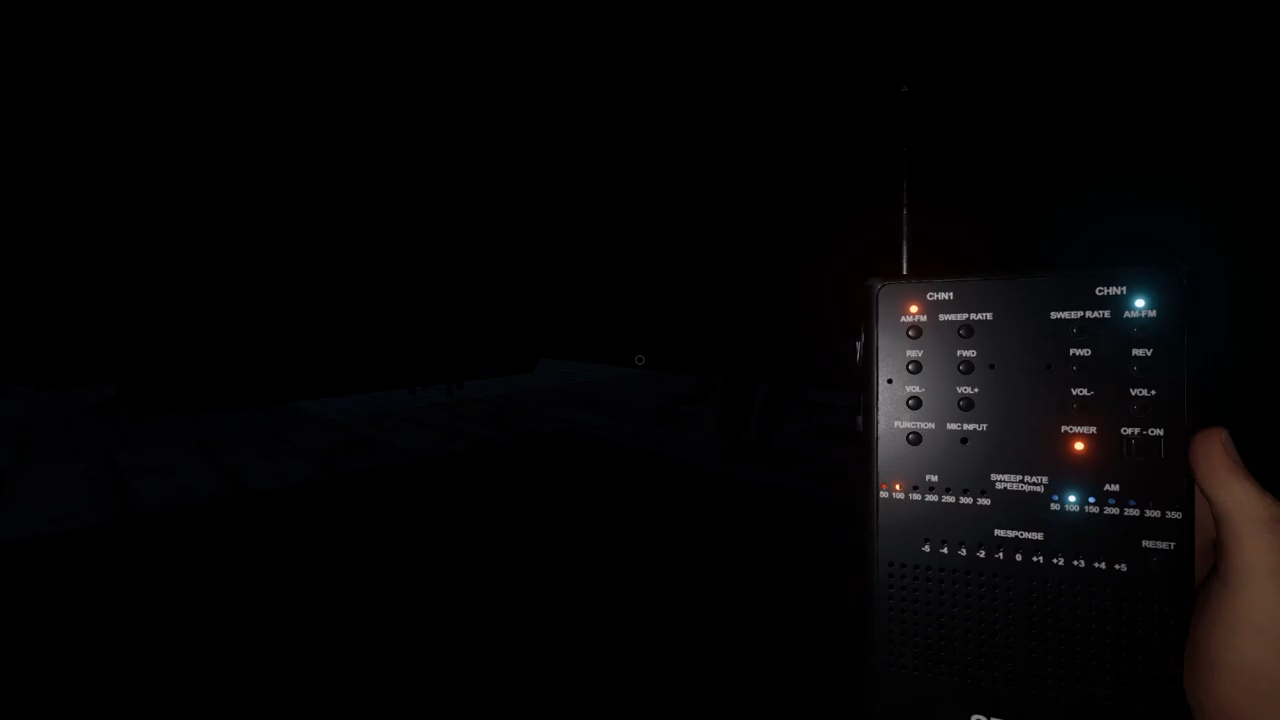 CHN1 CHN1
AM-FM SWEEP RATE SWEEP RATE AM-FM
REV FWD FWD REV
VOL- VOL+ VOL- VOL+
FUNCTION MIC INPUT POWER OFF - ON
FM SWEEP RATE AM
SPEED(ms)
50 100 150 200 250 300 350 50 100 150 200 250 300 350
RESPONSE RESET
-5 -4 -3 -2 -1 0 +1 +2 +3 +4 +5